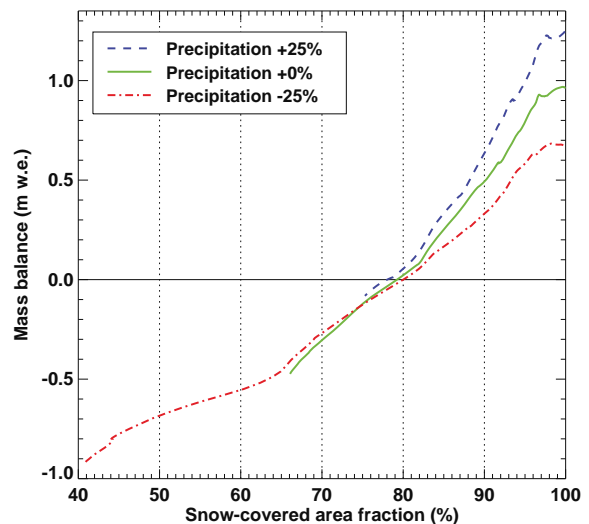 Precipitation +25%
Precipitation +0%
Precipitation -25%
Mass balance (m w.e.)
1.0
0.5
0.0
-0.5
-1.0
40 50 60 70 80 90 100
Snow-covered area fraction (%)